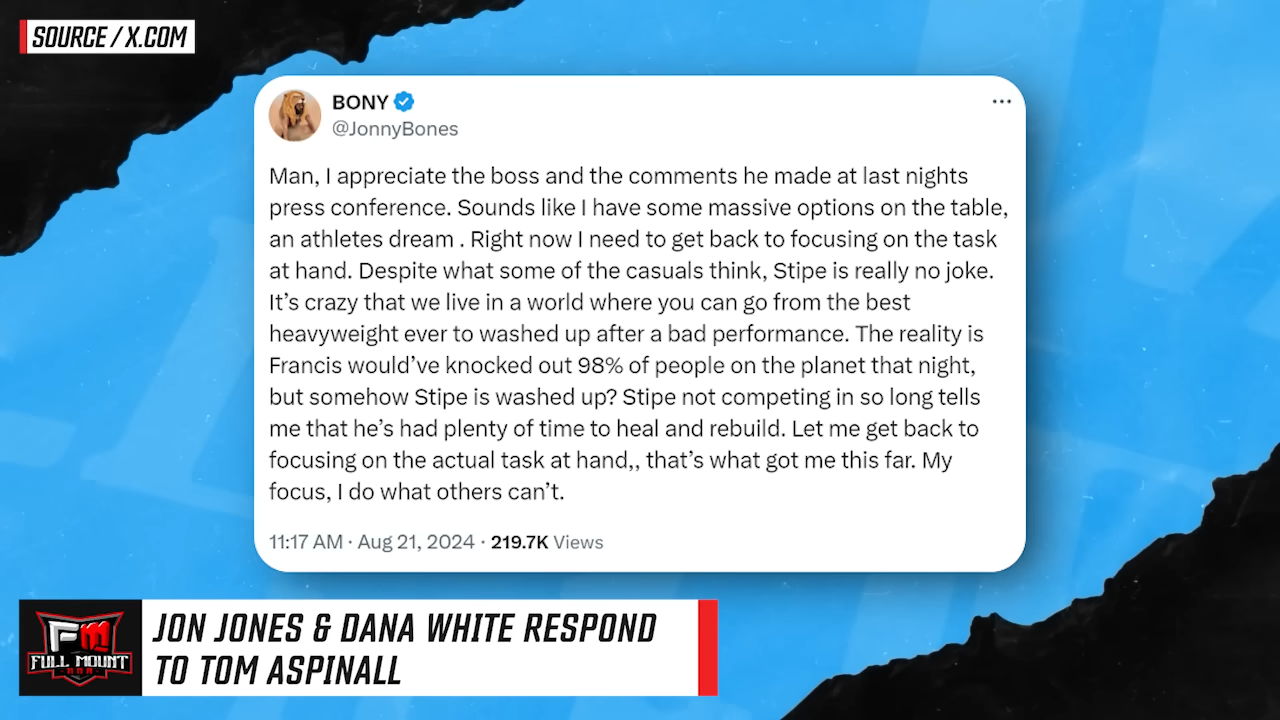 SOURCE / X.COM
BONY
@JonnyBones
Man, I appreciate the boss and the comments he made at last nights
press conference. Sounds like I have some massive options on the table,
an athletes dream . Right now I need to get back to focusing on the task
at hand. Despite what some of the casuals think, Stipe is really no joke.
It’s crazy that we live in a world where you can go from the best
heavyweight ever to washed up after a bad performance. The reality is
Francis would’ve knocked out 98% of people on the planet that night,
but somehow Stipe is washed up? Stipe not competing in so long tells
me that he’s had plenty of time to heal and rebuild. Let me get back to
focusing on the actual task at hand,, that’s what got me this far. My
focus, I do what others can’t.
11:17 AM · Aug 21, 2024 · 219.7K Views
FM
FULL MOUNT
JON JONES & DANA WHITE RESPOND
TO TOM ASPINALL